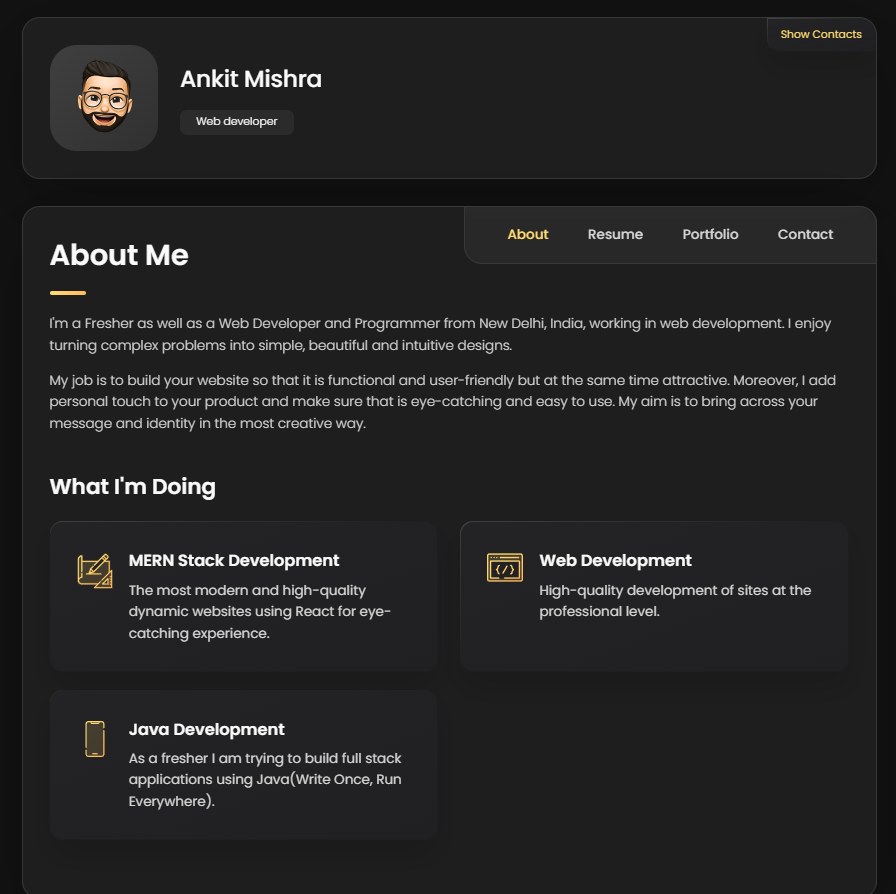 Show Contacts
Ankit Mishra
Web developer
About Resume Portfolio Contact
About Me
I'm a Fresher as well as a Web Developer and Programmer from New Delhi, India, working in web development. I enjoy
turning complex problems into simple, beautiful and intuitive designs.
My job is to build your website so that it is functional and user-friendly but at the same time attractive. Moreover, I add
personal touch to your product and make sure that is eye-catching and easy to use. My aim is to bring across your
message and identity in the most creative way.
What I'm Doing
MERN Stack Development
The most modern and high-quality
dynamic websites using React for eye-
catching experience.
Web Development
High-quality development of sites at the
professional level.
Java Development
As a fresher I am trying to build full stack
applications using Java(Write Once, Run
Everywhere).